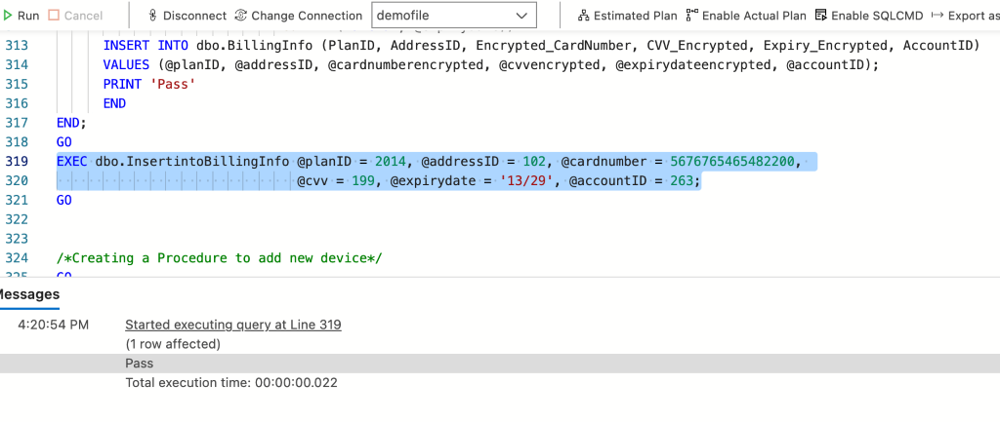 Run Cancel Disconnect Change Connection demofile Estimated Plan Enable Actual Plan Enable SQLCMD Export as
313 INSERT INTO dbo.BillingInfo (PlanID, AddressID, Encrypted_CardNumber, CVV_Encrypted, Expiry_Encrypted, AccountID)
314 VALUES (@planID, @addressID, @cardnumberencrypted, @cvvencrypted, @expirydateencrypted, @accountID);
315 PRINT 'Pass'
316 END
317 END;
318 GO
319 EXEC dbo.InsertintoBillingInfo @planID = 2014, @addressID = 102, @cardnumber = 5676765465482200,
320 @cvv = 199, @expirydate = '13/29', @accountID = 263;
321 GO
322
323
324 /*Creating a Procedure to add new device*/
325 GO
Messages
4:20:54 PM Started executing query at Line 319
(1 row affected)
Pass
Total execution time: 00:00:00.022